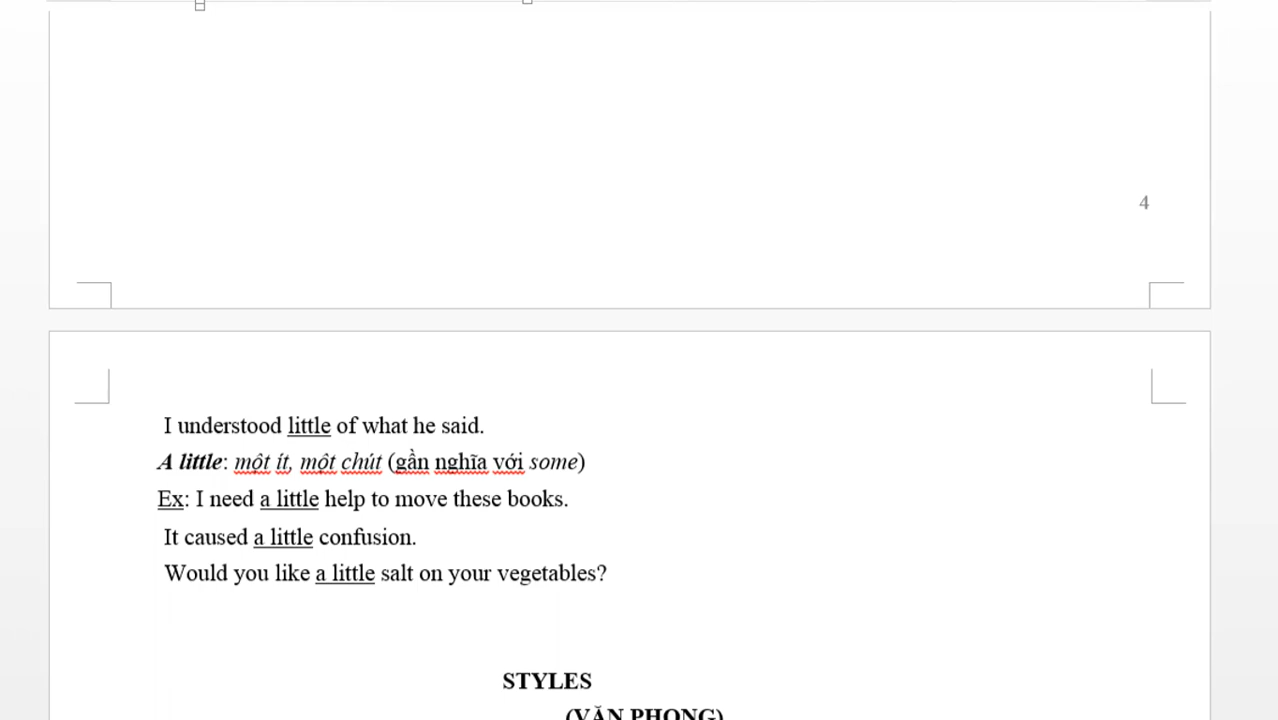 4
I understood little of what he said.
A little: một ít, một chút (gần nghĩa với some)
Ex: I need a little help to move these books.
It caused a little confusion.
Would you like a little salt on your vegetables?
STYLES
(VĂN PHONG)